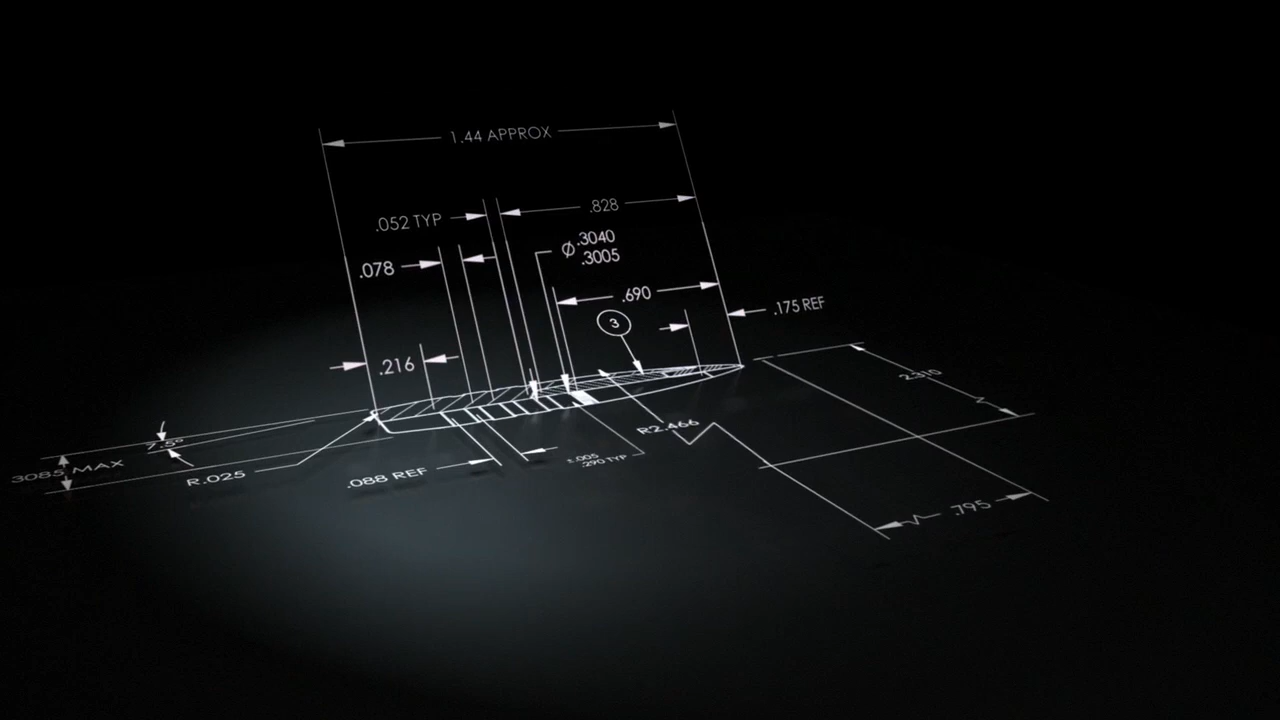 1.44 APPROX
.052 TYP
.828
Ø.3040
.3005
.078
.690
3
.175 REF
.216
2.310
7.5°
R2.466
3085 MAX
R.025
.088 REF
±.005
.290 TYP
.795